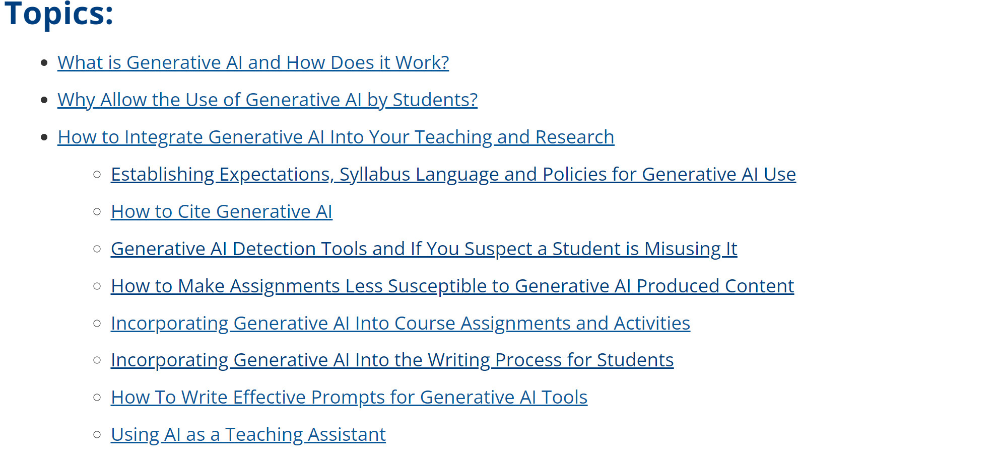 Topics:
What is Generative AI and How Does it Work?
Why Allow the Use of Generative AI by Students?
How to Integrate Generative AI Into Your Teaching and Research
Establishing Expectations, Syllabus Language and Policies for Generative AI Use
How to Cite Generative AI
Generative AI Detection Tools and If You Suspect a Student is Misusing It
How to Make Assignments Less Susceptible to Generative AI Produced Content
Incorporating Generative AI Into Course Assignments and Activities
Incorporating Generative AI Into the Writing Process for Students
How To Write Effective Prompts for Generative AI Tools
Using AI as a Teaching Assistant